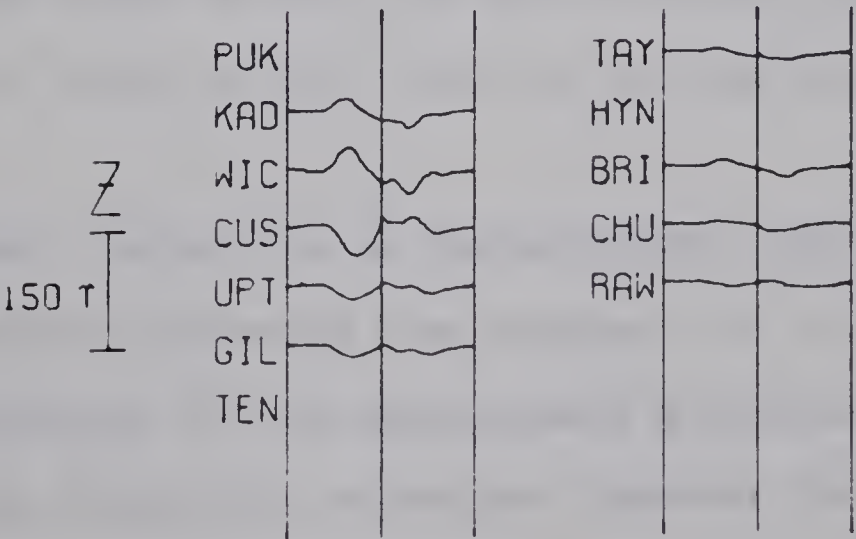 PUK
KAD
WIC
Z
CUS
150 γ
UPT
GIL
TEN
TAY
HYN
BRI
CHU
RAW